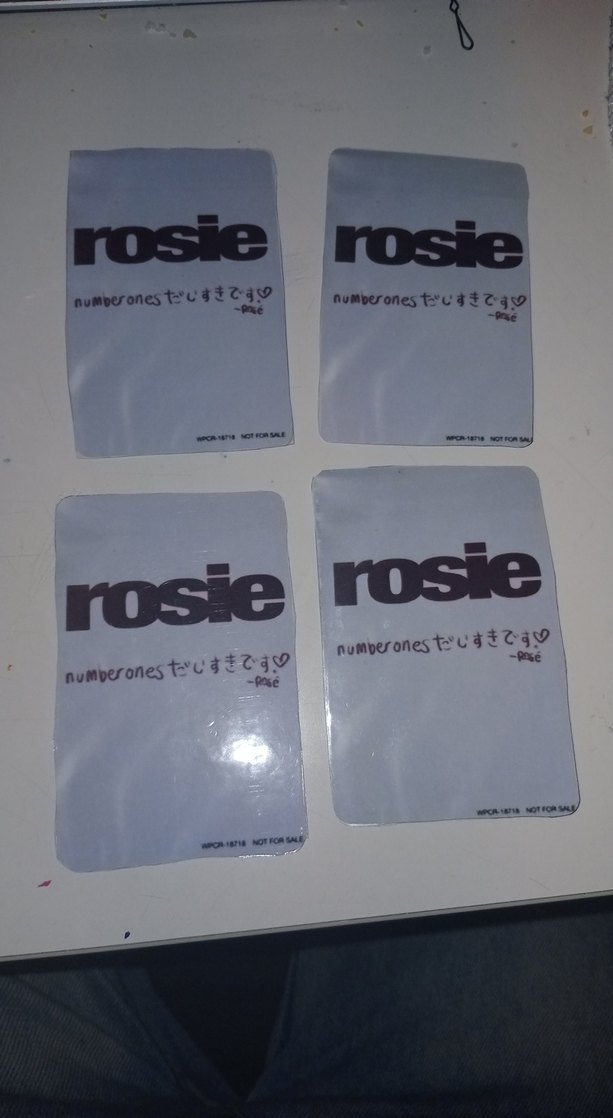 rosie
numberones だいすきです♡
-Rosé
WPCR-18718 NOT FOR SALE
rosie
numberones だいすきです♡
-Rosé
WPCR-18718 NOT FOR SALE
rosie
numberones だいすきです♡
-Rosé
WPCR-18718 NOT FOR SALE
rosie
numberones だいすきです♡
-Rosé
WPCR-18718 NOT FOR SALE